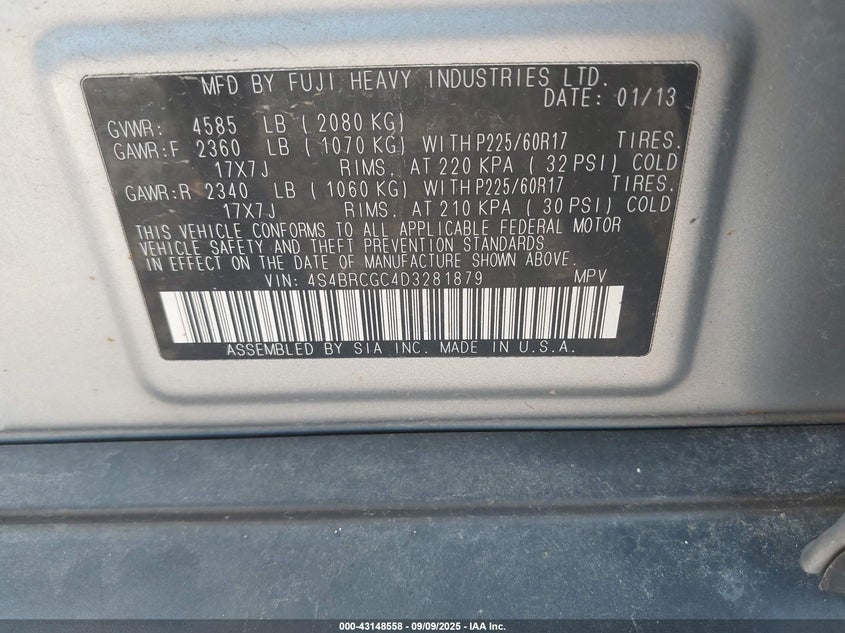 MFD BY FUJI HEAVY INDUSTRIES LTD.
DATE: 01/13
GVWR: 4585 LB ( 2080 KG)
GAWR:F 2360 LB ( 1070 KG) WITH P225/60R17 TIRES.
17X7J RIMS. AT 220 KPA ( 32 PSI) COLD
GAWR:R 2340 LB ( 1060 KG) WITH P225/60R17 TIRES.
17X7J RIMS. AT 210 KPA ( 30 PSI) COLD
THIS VEHICLE CONFORMS TO ALL APPLICABLE FEDERAL MOTOR
VEHICLE SAFETY AND THEFT PREVENTION STANDARDS
IN EFFECT ON THE DATE OF MANUFACTURE SHOWN ABOVE.
VIN: 4S4BRCGC4D3281879 MPV
ASSEMBLED BY SIA INC. MADE IN U.S.A.
000-43148558 - 09/09/2025 - IAA Inc.